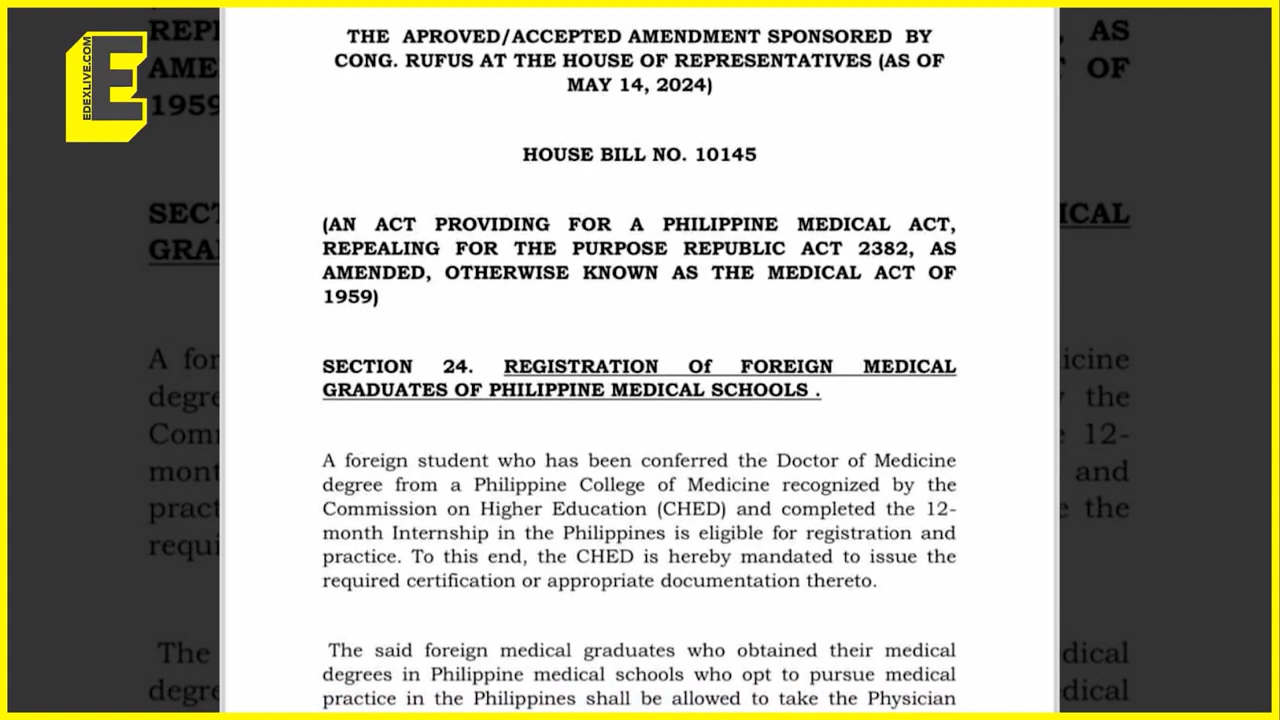 EDEXLIVE.COM
E
THE APROVED/ACCEPTED AMENDMENT SPONSORED BY
CONG. RUFUS AT THE HOUSE OF REPRESENTATIVES (AS OF
MAY 14, 2024)
HOUSE BILL NO. 10145
(AN ACT PROVIDING FOR A PHILIPPINE MEDICAL ACT,
REPEALING FOR THE PURPOSE REPUBLIC ACT 2382, AS
AMENDED, OTHERWISE KNOWN AS THE MEDICAL ACT OF
1959)
SECTION 24. REGISTRATION Of FOREIGN MEDICAL
GRADUATES OF PHILIPPINE MEDICAL SCHOOLS .
A foreign student who has been conferred the Doctor of Medicine
degree from a Philippine College of Medicine recognized by the
Commission on Higher Education (CHED) and completed the 12-
month Internship in the Philippines is eligible for registration and
practice. To this end, the CHED is hereby mandated to issue the
required certification or appropriate documentation thereto.
The said foreign medical graduates who obtained their medical
degrees in Philippine medical schools who opt to pursue medical
practice in the Philippines shall be allowed to take the Physician